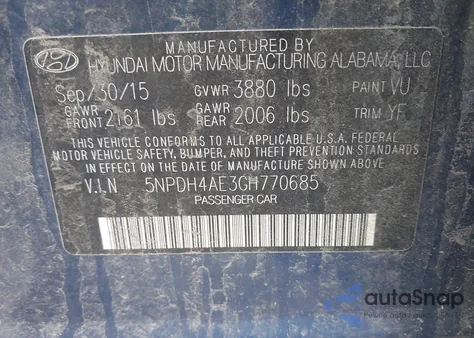 MANUFACTURED BY
HYUNDAI MOTOR MANUFACTURING ALABAMA, LLC
Sep/30/15 GVWR 3880 lbs PAINT VU
GAWR FRONT 2161 lbs GAWR REAR 2006 lbs TRIM YF
THIS VEHICLE CONFORMS TO ALL APPLICABLE U.S.A FEDERAL
MOTOR VEHICLE SAFETY, BUMPER, AND THEFT PREVENTION STANDARDS
IN EFFECT ON THE DATE OF MANUFACTURE SHOWN ABOVE.
V.I.N 5NPDH4AE3GH770685
PASSENGER CAR
autoSnap